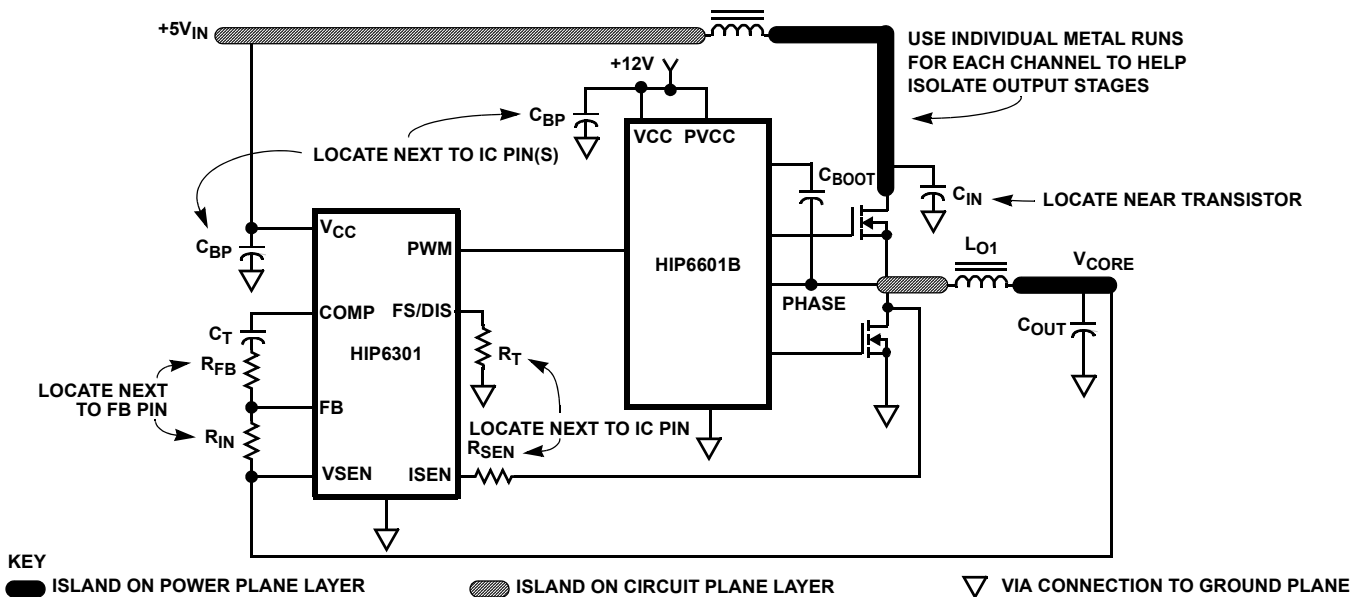 +5VIN
+12V
USE INDIVIDUAL METAL RUNS
FOR EACH CHANNEL TO HELP
ISOLATE OUTPUT STAGES
CBP
VCC PVCC
LOCATE NEXT TO IC PIN(S)
CBOOT
CIN
LOCATE NEAR TRANSISTOR
CBP
VCC
PWM
HIP6601B
LO1
VCORE
PHASE
COMP
FS/DIS
CT
HIP6301
RT
COUT
RFB
LOCATE NEXT
TO FB PIN
FB
RIN
LOCATE NEXT TO IC PIN
RSEN
VSEN
ISEN
KEY
ISLAND ON POWER PLANE LAYER
ISLAND ON CIRCUIT PLANE LAYER
VIA CONNECTION TO GROUND PLANE